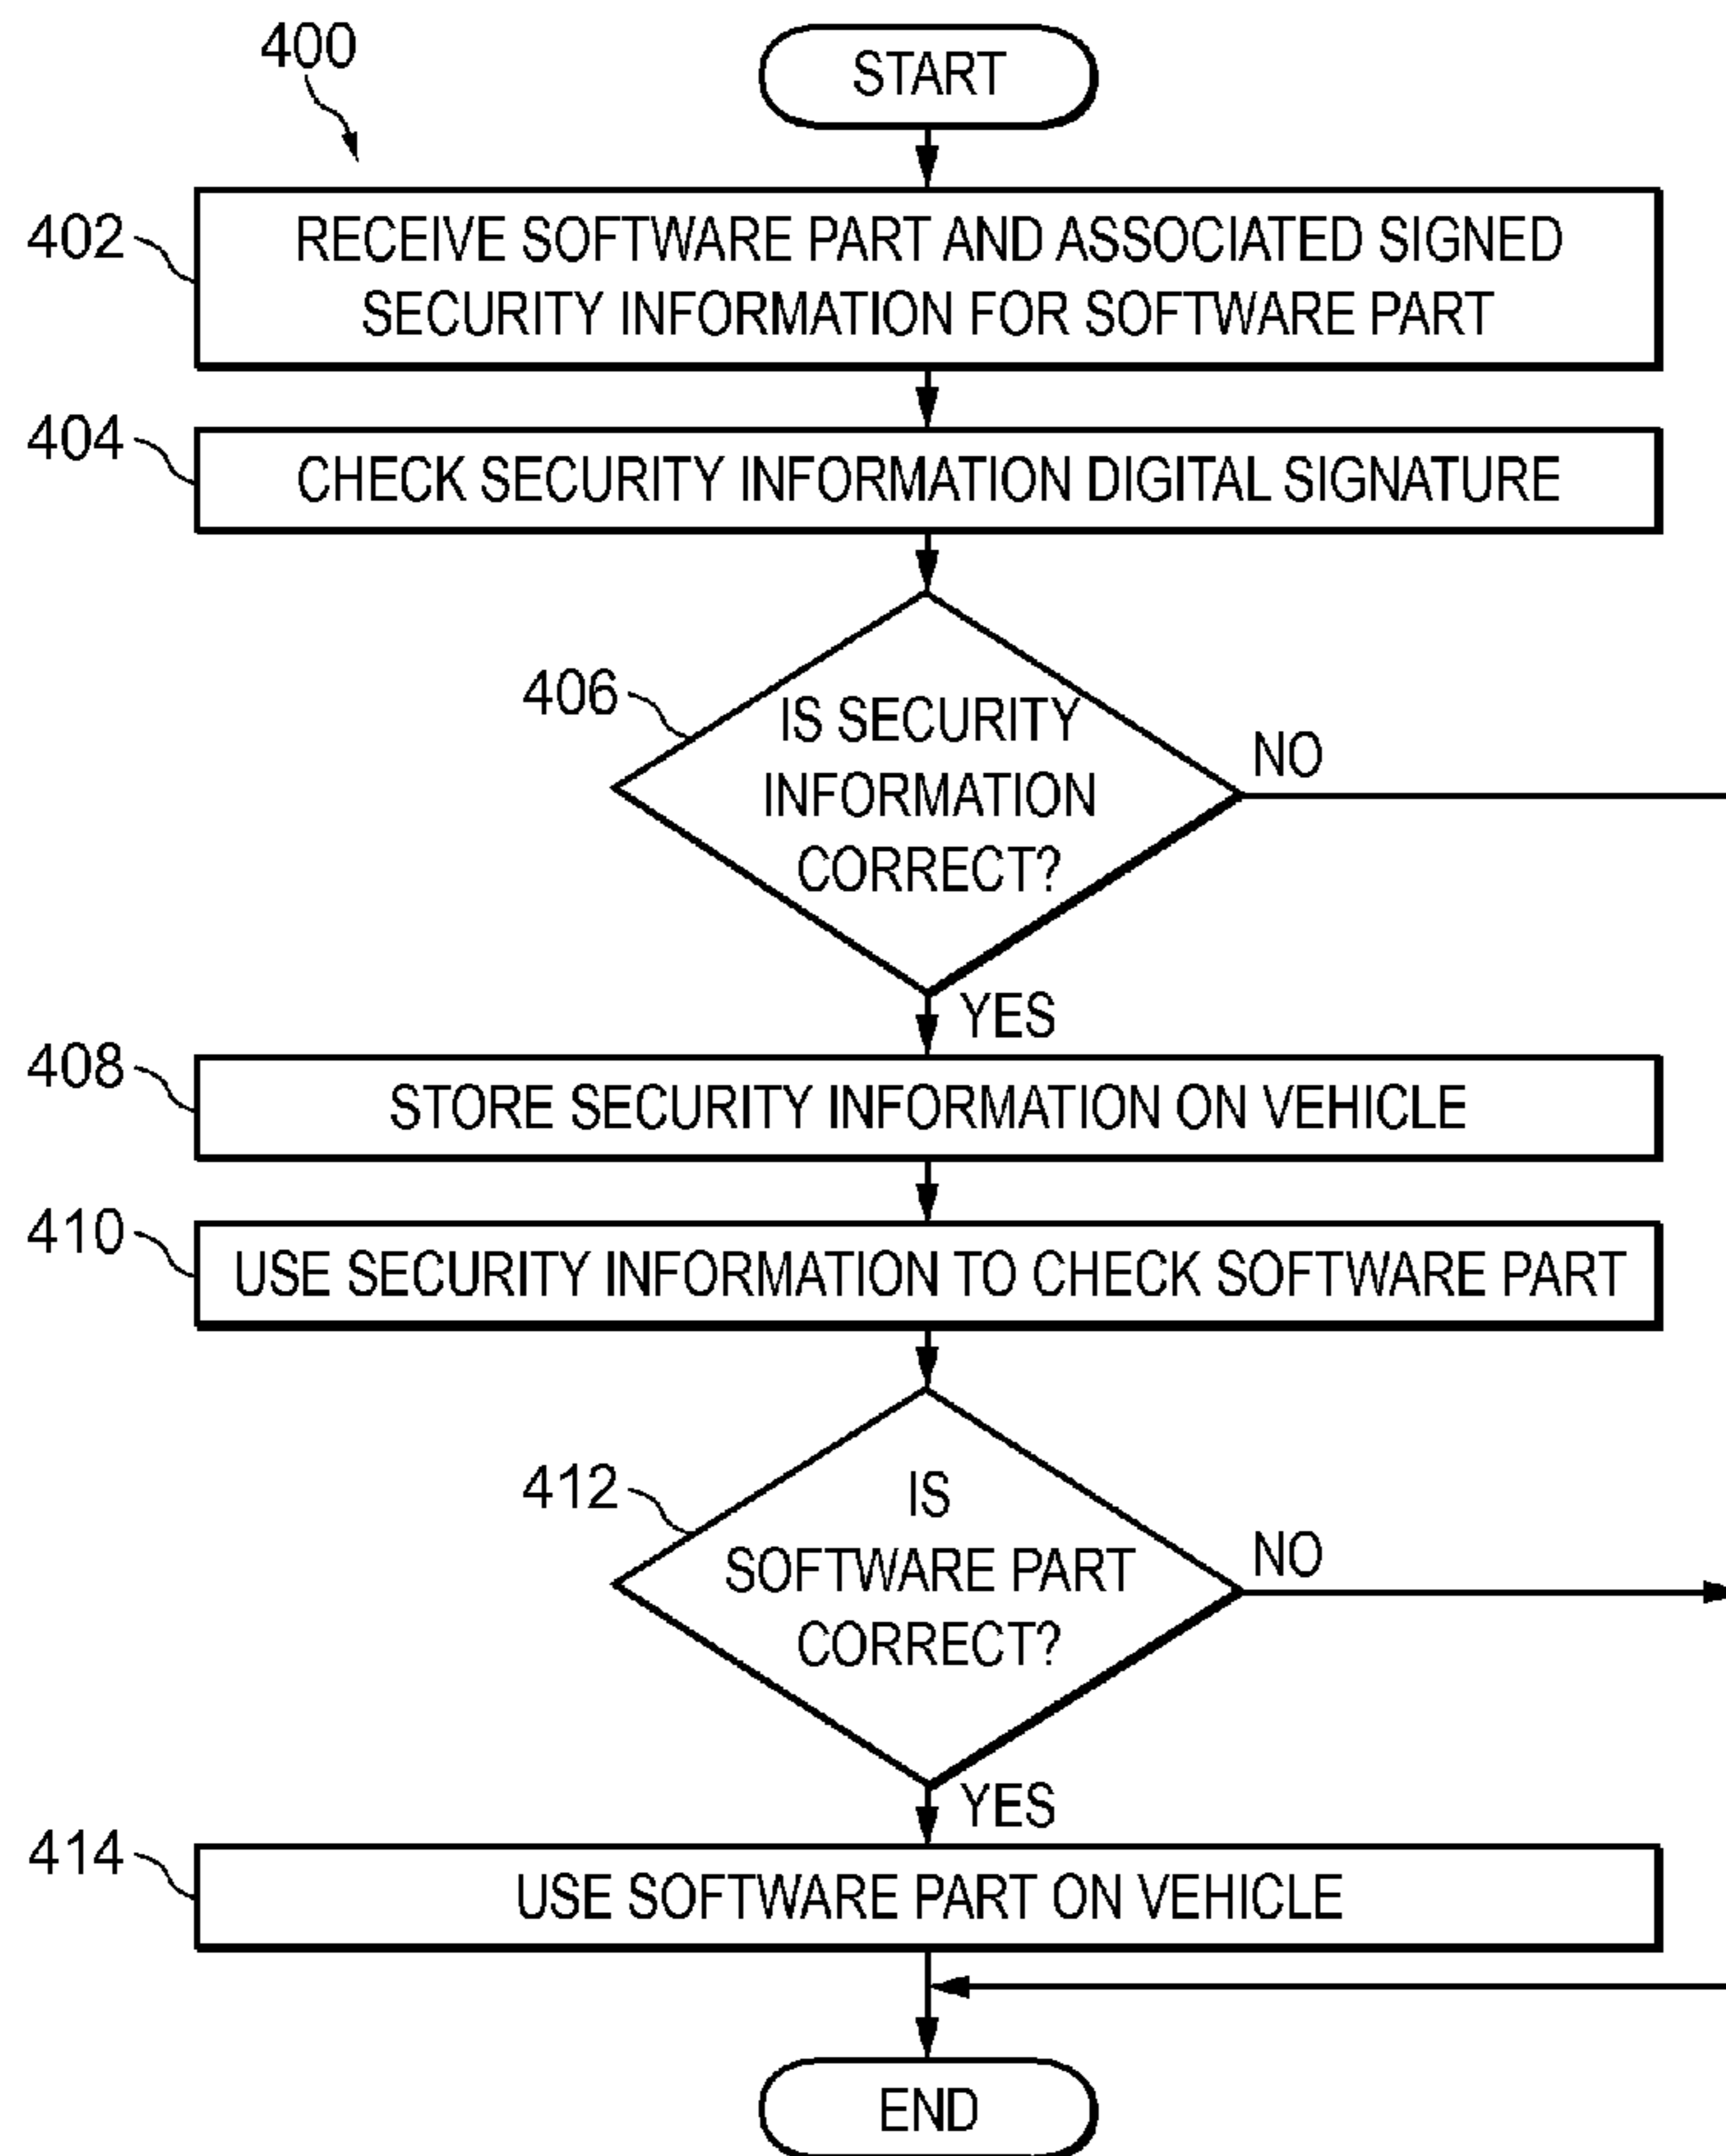 400
START
402
RECEIVE SOFTWARE PART AND ASSOCIATED SIGNED
SECURITY INFORMATION FOR SOFTWARE PART
404
CHECK SECURITY INFORMATION DIGITAL SIGNATURE
406
IS SECURITY
INFORMATION
CORRECT?
NO
YES
408
STORE SECURITY INFORMATION ON VEHICLE
410
USE SECURITY INFORMATION TO CHECK SOFTWARE PART
412
IS
SOFTWARE PART
CORRECT?
NO
YES
414
USE SOFTWARE PART ON VEHICLE
END